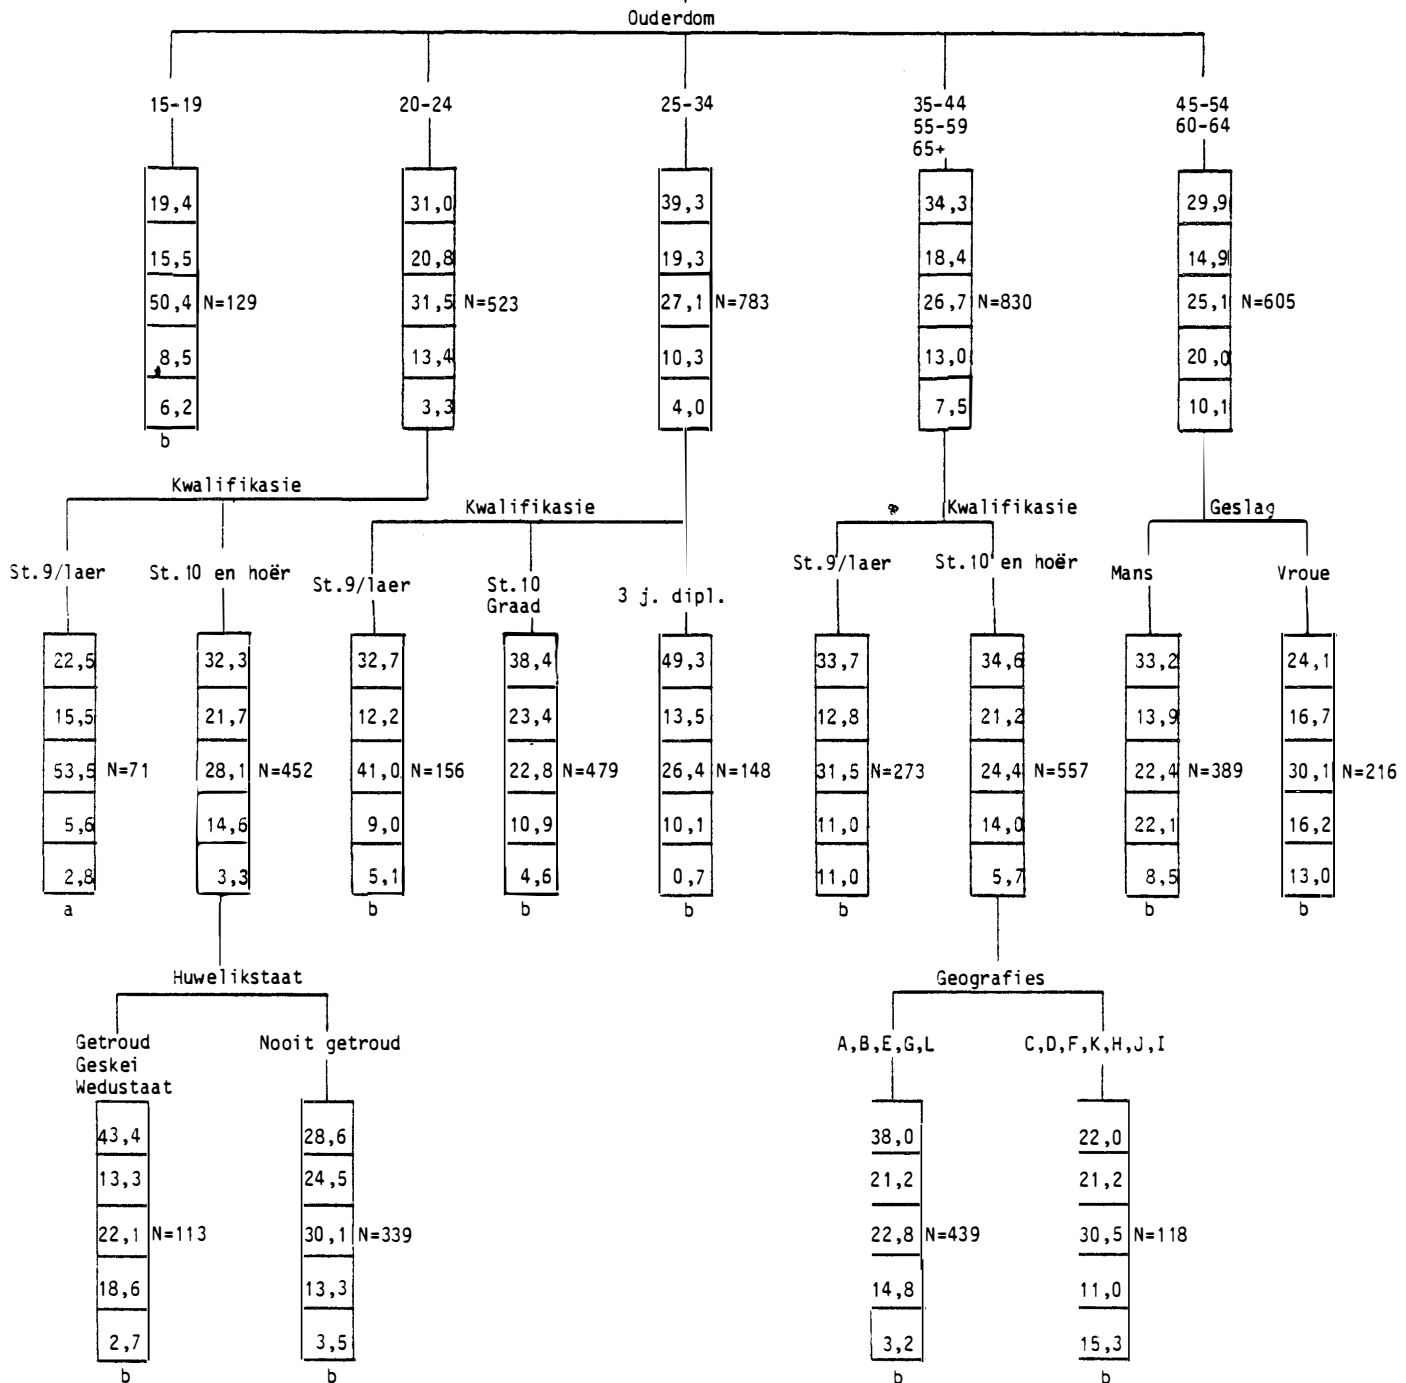 Ouderdom
15-19 20-24 25-34 35-44 45-54
55-59 60-64
65+
19,4 31,0 39,3 34,3 29,9
15,5 20,8 19,3 18,4 14,9
50,4 N=129 31,5 N=523 27,1 N=783 26,7 N=830 25,1 N=605
8,5 13,4 10,3 13,0 20,0
6,2 3,3 4,0 7,5 10,1
b
Kwalifikasie Kwalifikasie Kwalifikasie Geslag
St.9/laer St.10 en hoër St.9/laer St.10 3 j. dipl. St.9/laer St.10 en hoër Mans Vroue
Graad
22,5 32,3 32,7 38,4 49,3 33,7 34,6 33,2 24,1
15,5 21,7 12,2 23,4 13,5 12,8 21,2 13,9 16,7
53,5 N=71 28,1 N=452 41,0 N=156 22,8 N=479 26,4 N=148 31,5 N=273 24,4 N=557 22,4 N=389 30,1 N=216
5,6 14,6 9,0 10,9 10,1 11,0 14,0 22,1 16,2
2,8 3,3 5,1 4,6 0,7 11,0 5,7 8,5 13,0
a b b b b b b
Huwelikstaat Geografies
Getroud Nooit getroud A,B,E,G,L C,D,F,K,H,J,I
Geskei
Wedustaat
43,4 28,6 38,0 22,0
13,3 24,5 21,2 21,2
22,1 N=113 30,1 N=339 22,8 N=439 30,5 N=118
18,6 13,3 14,8 11,0
2,7 3,5 3,2 15,3
b b b b